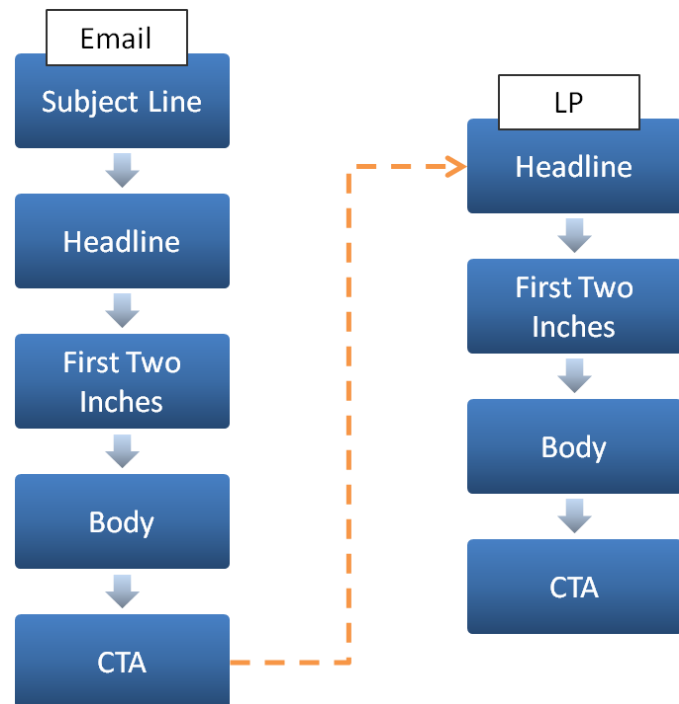 Email
Subject Line
Headline
First Two
Inches
Body
CTA
LP
Headline
First Two
Inches
Body
CTA